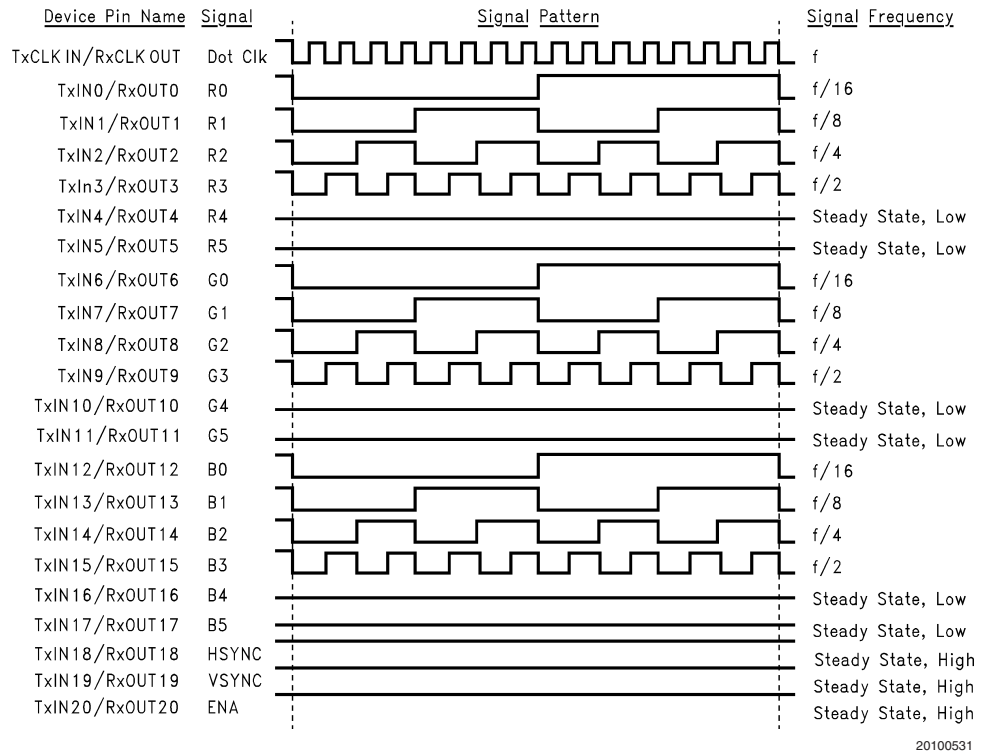 Device Pin Name Signal Signal Pattern Signal Frequency
TxCLK IN/RxCLK OUT Dot Clk f
TxIN0/RxOUT0 R0 f/16
TxIN1/RxOUT1 R1 f/8
TxIN2/RxOUT2 R2 f/4
TxIn3/RxOUT3 R3 f/2
TxIN4/RxOUT4 R4 Steady State, Low
TxIN5/RxOUT5 R5 Steady State, Low
TxIN6/RxOUT6 G0 f/16
TxIN7/RxOUT7 G1 f/8
TxIN8/RxOUT8 G2 f/4
TxIN9/RxOUT9 G3 f/2
TxIN10/RxOUT10 G4 Steady State, Low
TxIN11/RxOUT11 G5 Steady State, Low
TxIN12/RxOUT12 B0 f/16
TxIN13/RxOUT13 B1 f/8
TxIN14/RxOUT14 B2 f/4
TxIN15/RxOUT15 B3 f/2
TxIN16/RxOUT16 B4 Steady State, Low
TxIN17/RxOUT17 B5 Steady State, Low
TxIN18/RxOUT18 HSYNC Steady State, High
TxIN19/RxOUT19 VSYNC Steady State, High
TxIN20/RxOUT20 ENA Steady State, High
20100531